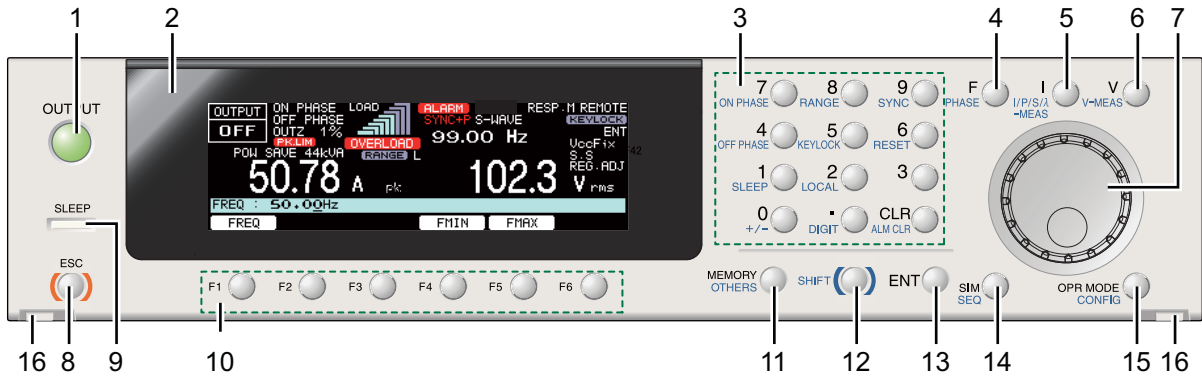 1 2 3 4 5 6 7
OUTPUT
OUTPUT ON PHASE LOAD ALARM RESP.M REMOTE
OFF PHASE SYNC+P S-WAVE KEYLOCK
OFF OUTZ 1% 99.00 Hz ENT
PK.LIM OVERLOAD VccFix
POW SAVE 44kVA RANGE L S.S F42
REG.ADJ
50.78 A pk 102.3 V rms
FREQ : 50.00Hz
FREQ FMIN FMAX
7 8 9
ON PHASE RANGE SYNC
4 5 6
OFF PHASE KEYLOCK RESET
1 2 3
SLEEP LOCAL
0 . CLR
+/− DIGIT ALM CLR
F I V
PHASE I/P/S/λ V-MEAS
-MEAS
SLEEP
ESC
F1 F2 F3 F4 F5 F6
MEMORY SHIFT ENT SIM OPR MODE
OTHERS SEQ CONFIG
16 8 9 10 11 12 13 14 15 16